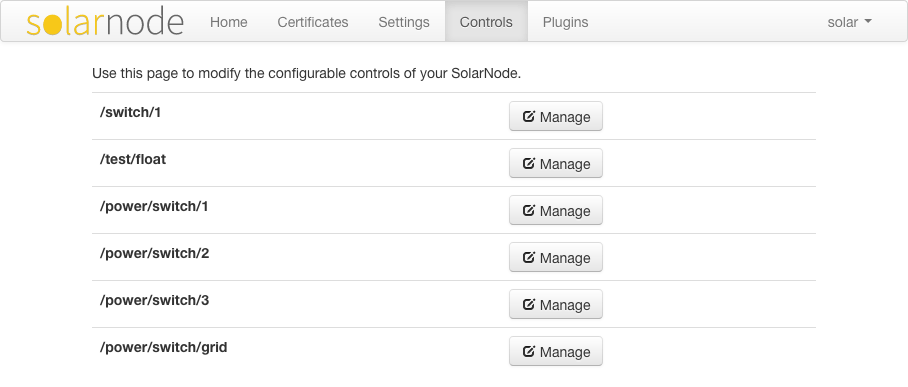 solarnode Home Certificates Settings Controls Plugins solar
Use this page to modify the configurable controls of your SolarNode.
/switch/1 Manage
/test/float Manage
/power/switch/1 Manage
/power/switch/2 Manage
/power/switch/3 Manage
/power/switch/grid Manage